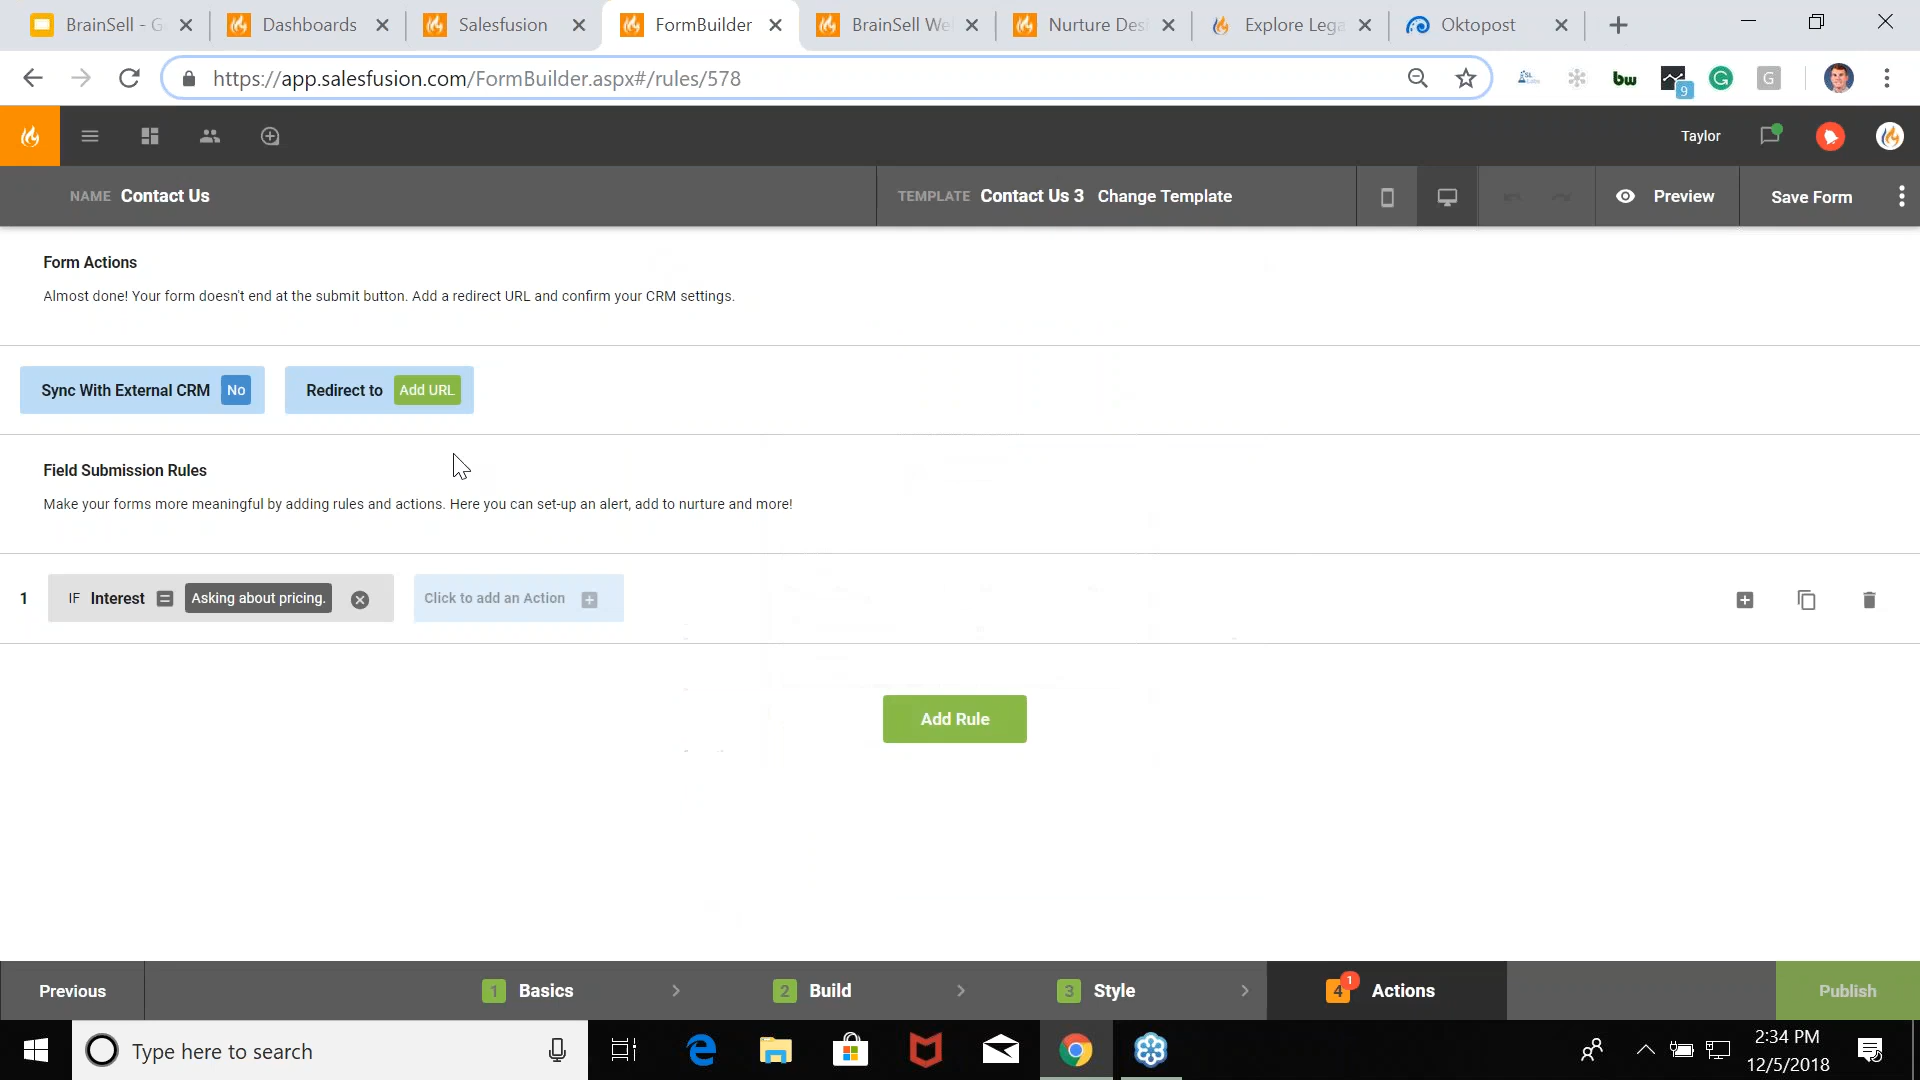 BrainSell - G
Dashboards
Salesfusion
FormBuilder
BrainSell We
Nurture Des
Explore Lega
Oktopost
https://app.salesfusion.com/FormBuilder.aspx#/rules/578
bw
9
G
Taylor
NAME Contact Us
TEMPLATE Contact Us 3 Change Template
Preview
Save Form
Form Actions
Almost done! Your form doesn't end at the submit button. Add a redirect URL and confirm your CRM settings.
Sync With External CRM No
Redirect to Add URL
Field Submission Rules
Make your forms more meaningful by adding rules and actions. Here you can set-up an alert, add to nurture and more!
1 IF Interest = Asking about pricing.
Click to add an Action
Add Rule
Previous
1 Basics
2 Build
3 Style
4 1 Actions
Publish
Type here to search
2:34 PM
12/5/2018